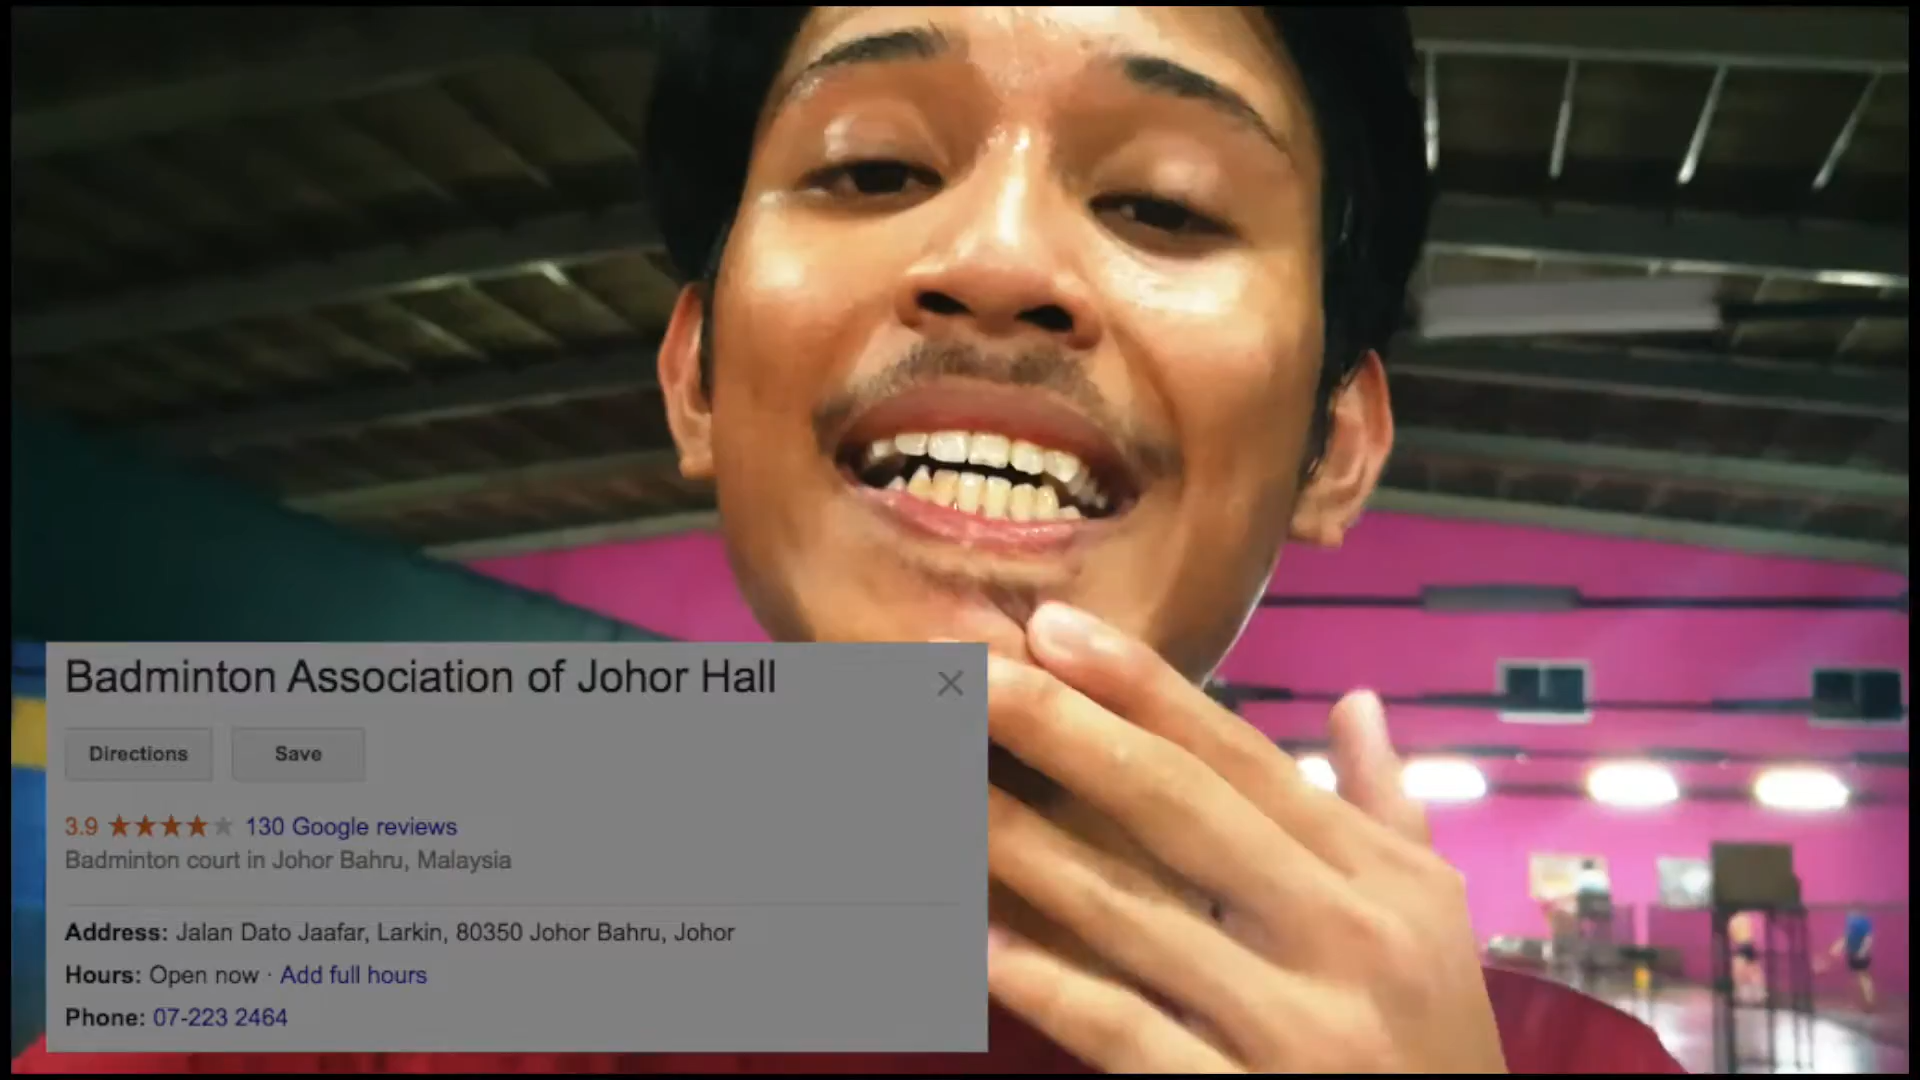 Badminton Association of Johor Hall
Directions
Save
3.9 ★★★★★ 130 Google reviews
Badminton court in Johor Bahru, Malaysia
Address: Jalan Dato Jaafar, Larkin, 80350 Johor Bahru, Johor
Hours: Open now · Add full hours
Phone: 07-223 2464